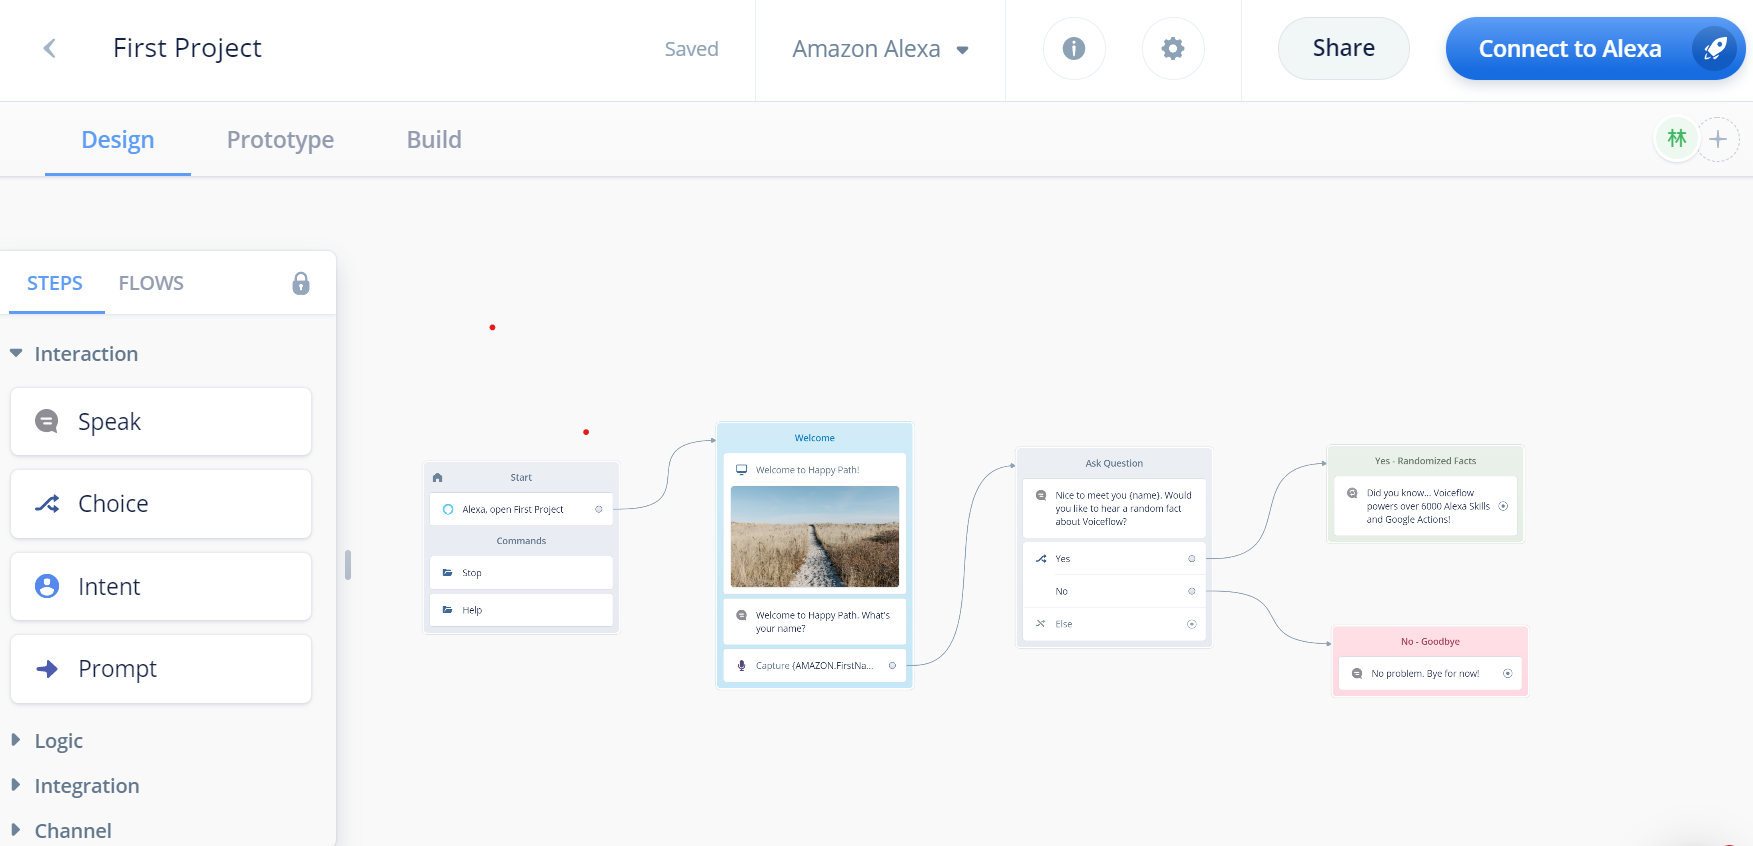 First Project
Saved
Amazon Alexa
Share
Connect to Alexa
Design
Prototype
Build
林
STEPS
FLOWS
Interaction
Speak
Choice
Intent
Prompt
Logic
Integration
Channel
Start
Alexa, open First Project
Commands
Stop
Help
Welcome
Welcome to Happy Path!
Welcome to Happy Path. What's
your name?
Capture {AMAZON.FirstNa...
Ask Question
Nice to meet you {name}. Would
you like to hear a random fact
about Voiceflow?
Yes
No
Else
Yes - Randomized Facts
Did you know... Voiceflow
powers over 6000 Alexa Skills
and Google Actions!
No - Goodbye
No problem. Bye for now!